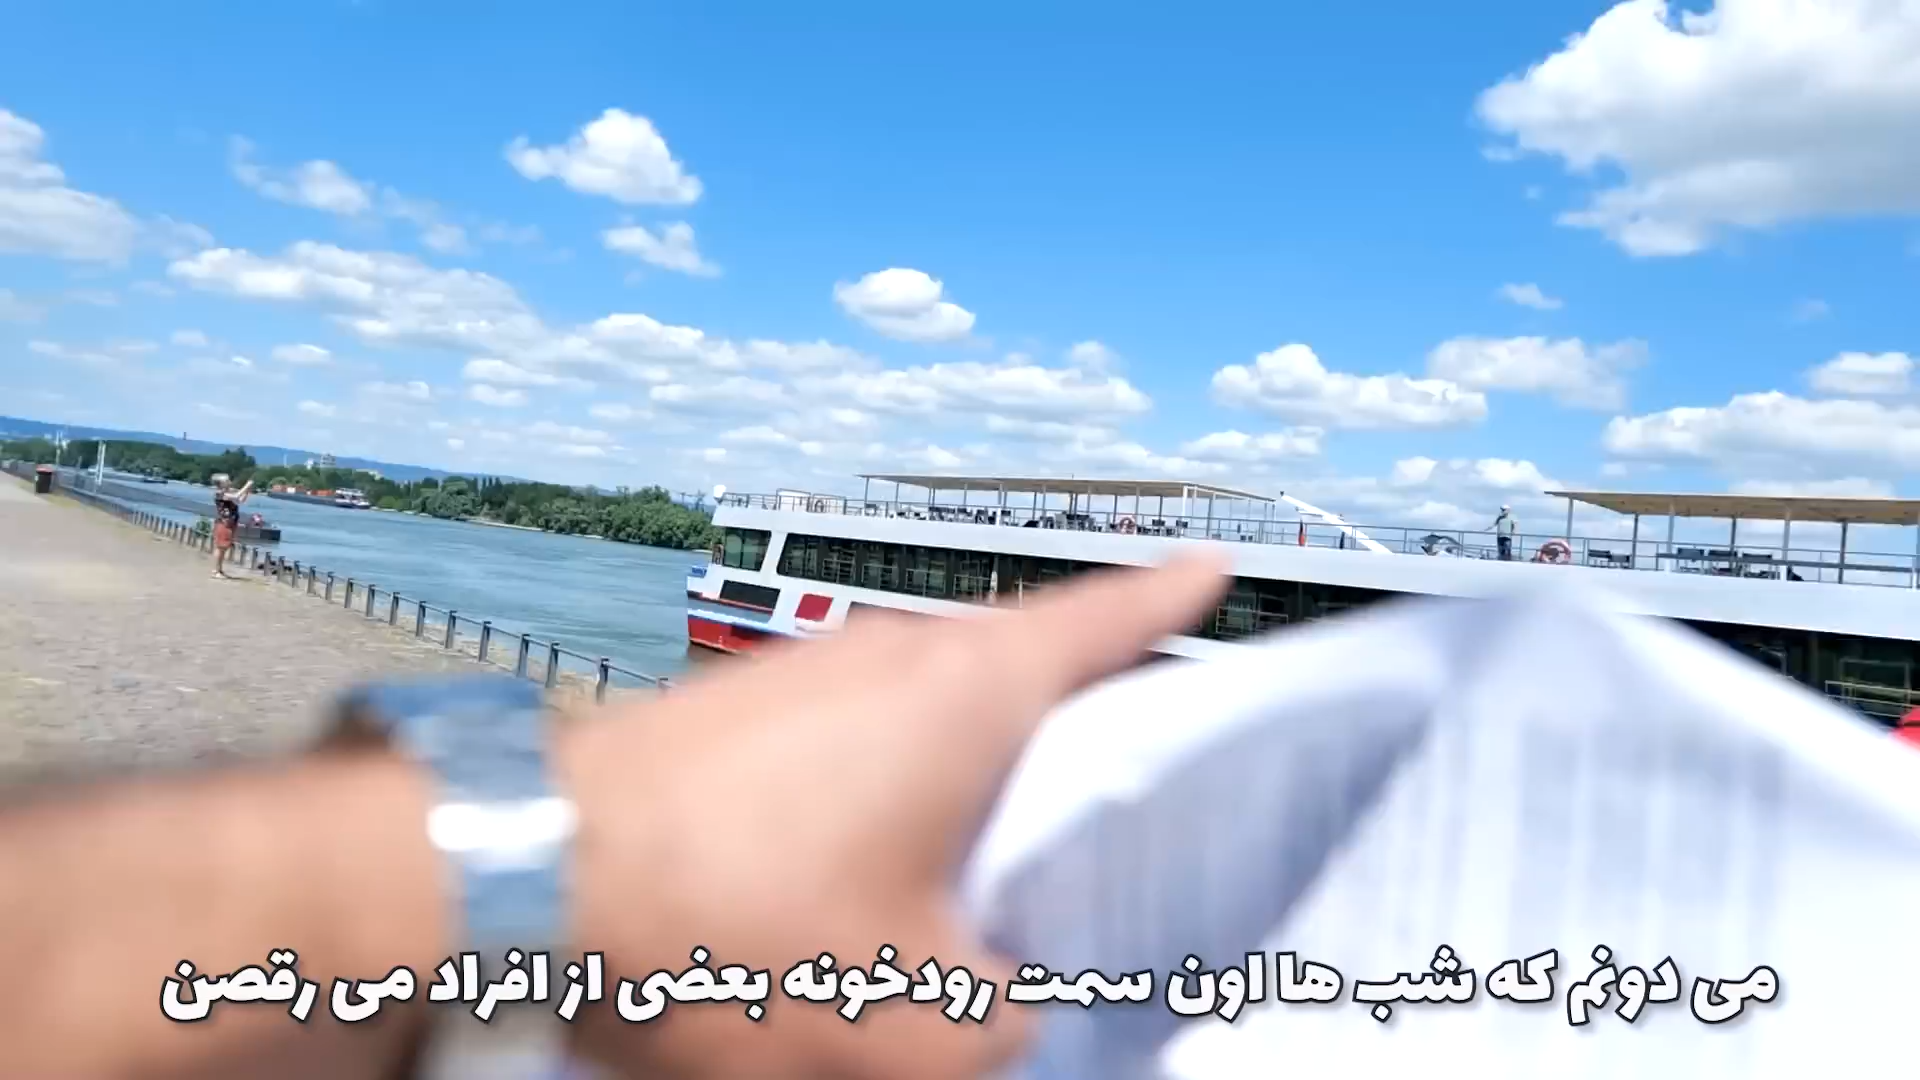 می دونم که شب ها اون سمت رودخونه بعضی از افراد می رقصن